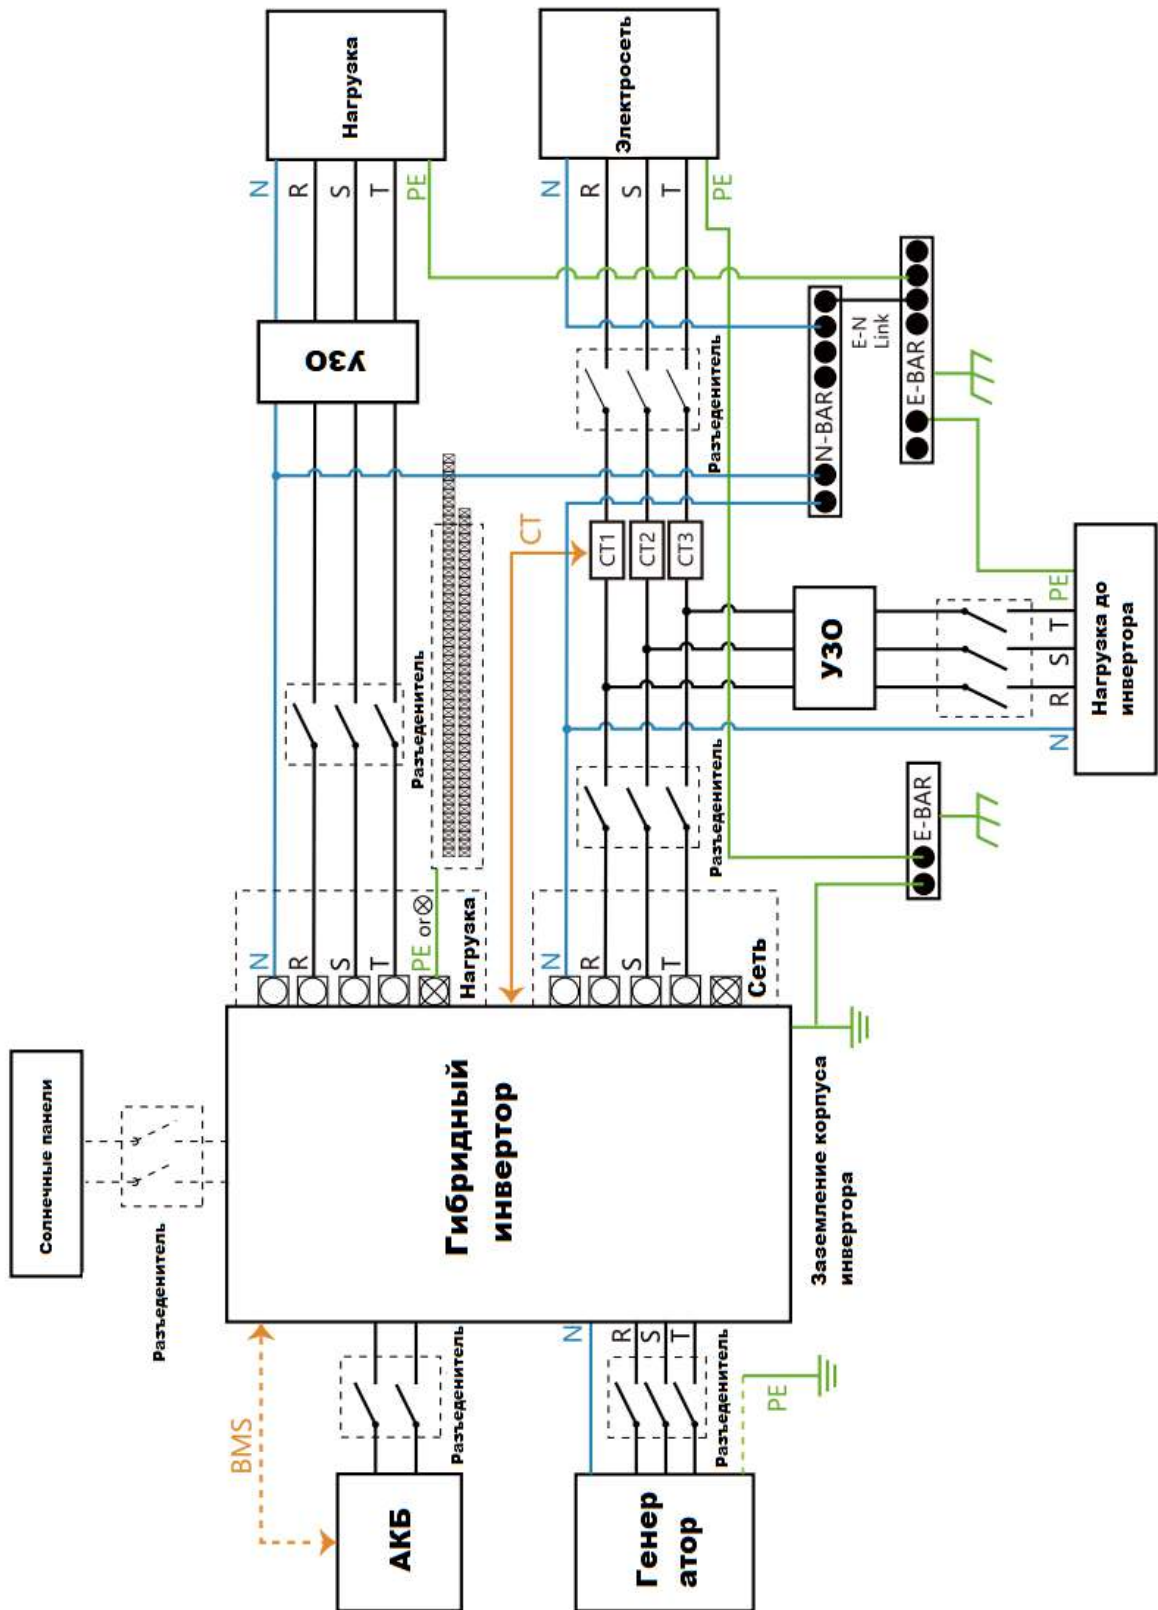 Солнечные панели
Разъеденитель
BMS
АКБ
Разъеденитель
Гибридный
инвертор
N
R
S
T
PE or
Нагрузка
Разъеденитель
УЗО
N
R
S
T
PE
Нагрузка
CT
Генер
атор
N
R
S
T
Разъеденитель
PE
N
R
S
T
Сеть
Разъеденитель
CT1
CT2
CT3
Разъеденитель
N
R
S
T
PE
Электросеть
Заземление корпуса
инвертора
УЗО
N-BAR
E-N
Link
E-BAR
E-BAR
N
R
S
T
PE
Нагрузка до
инвертора